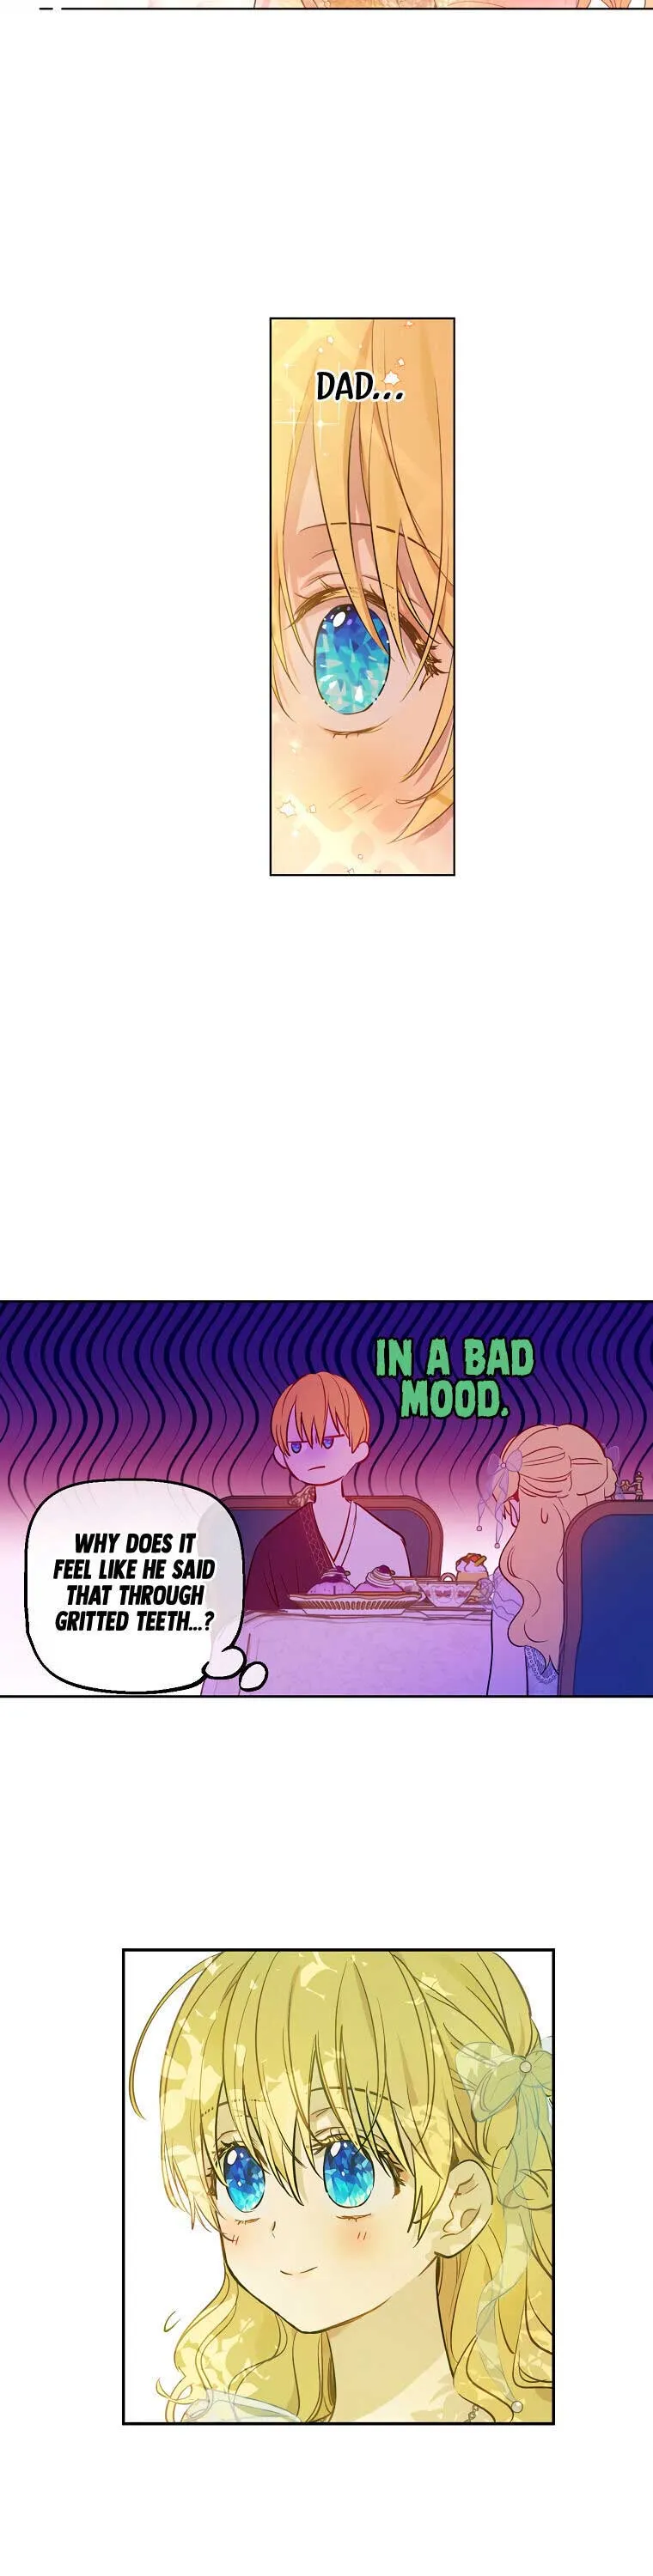 DAD...
IN A BAD
MOOD.
WHY DOES IT
FEEL LIKE HE SAID
THAT THROUGH
GRITTED TEETH...?